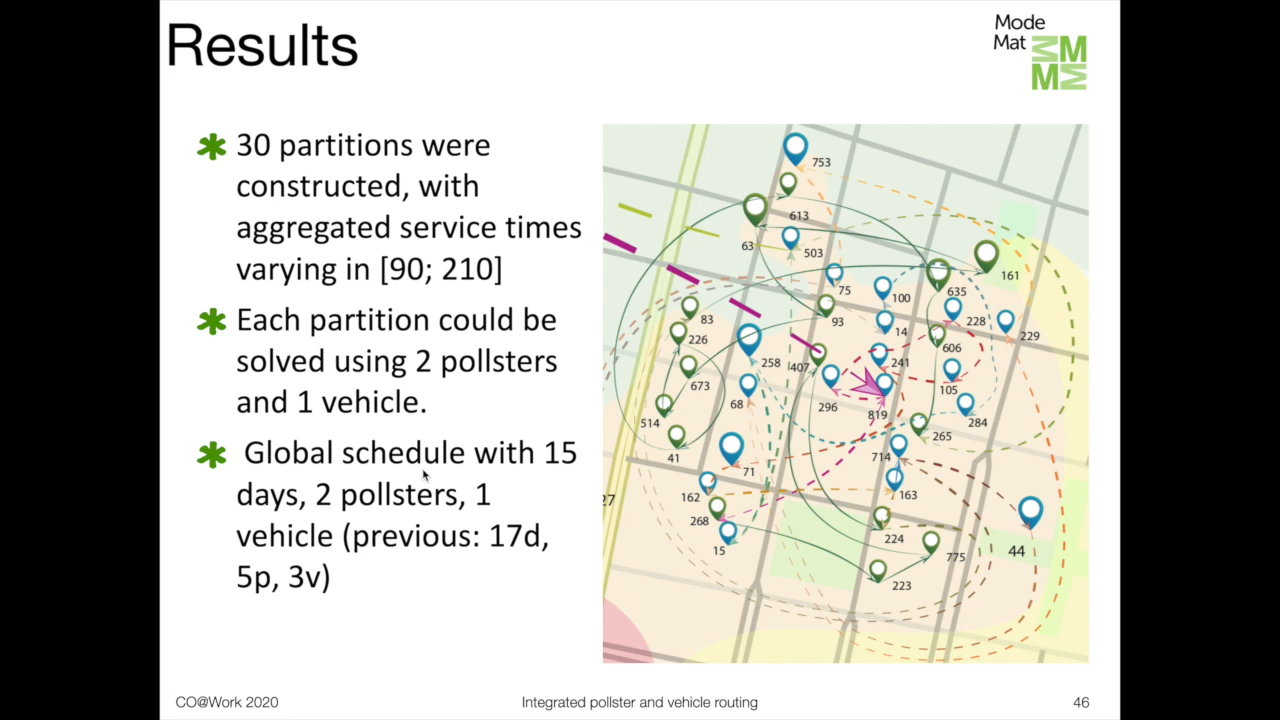 Results
Mode
Mat
MM
M
30 partitions were
constructed, with
aggregated service times
varying in [90; 210]
Each partition could be
solved using 2 pollsters
and 1 vehicle.
Global schedule with 15
days, 2 pollsters, 1
vehicle (previous: 17d,
5p, 3v)
753
613
63
503
161
75
635
100
83
93
228
14
229
226
606
258
407
241
673
105
68
296
819
284
514
265
41
714
71
162
163
27
268
224
15
44
775
223
CO@Work 2020
Integrated pollster and vehicle routing
46